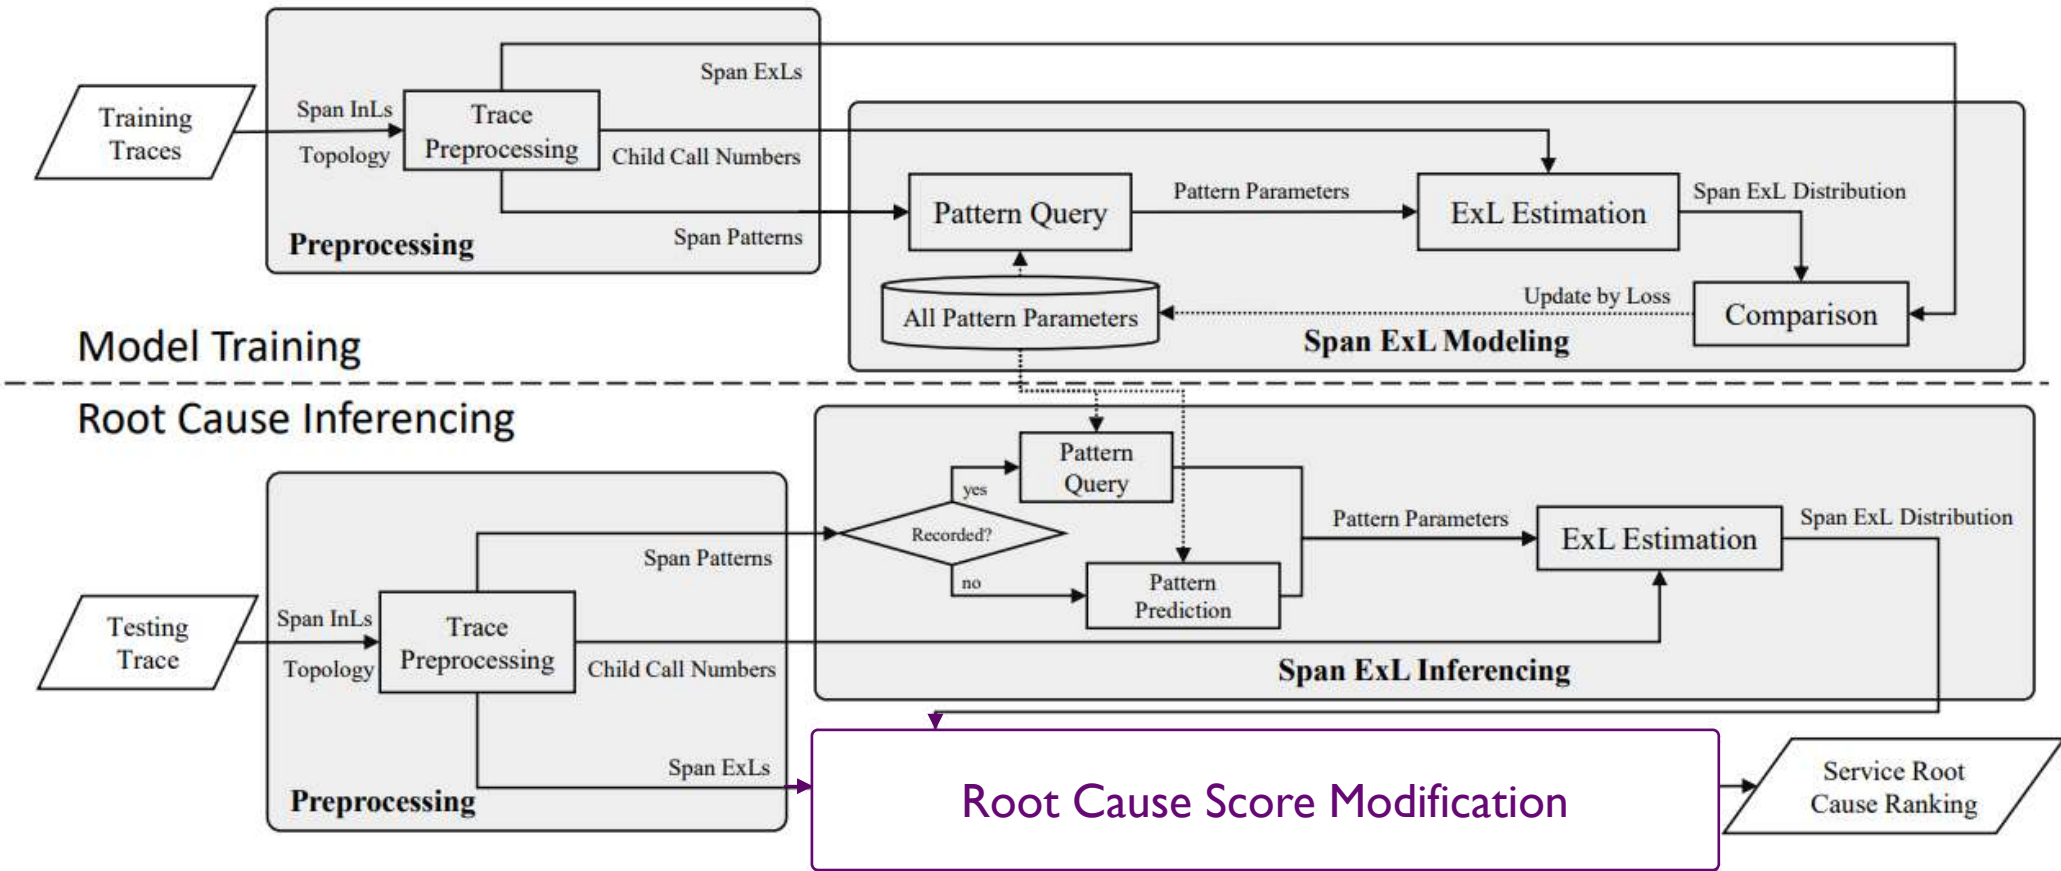 Training
Traces
Span InLs
Topology
Trace
Preprocessing
Span ExLs
Child Call Numbers
Span Patterns
Preprocessing
Pattern Query
Pattern Parameters
ExL Estimation
Span ExL Distribution
All Pattern Parameters
Update by Loss
Comparison
Span ExL Modeling
Model Training
Root Cause Inferencing
Testing
Trace
Span InLs
Topology
Trace
Preprocessing
Span Patterns
Child Call Numbers
Span ExLs
Preprocessing
Recorded?
yes
no
Pattern
Query
Pattern
Prediction
Pattern Parameters
ExL Estimation
Span ExL Distribution
Span ExL Inferencing
Root Cause Score Modification
Service Root
Cause Ranking